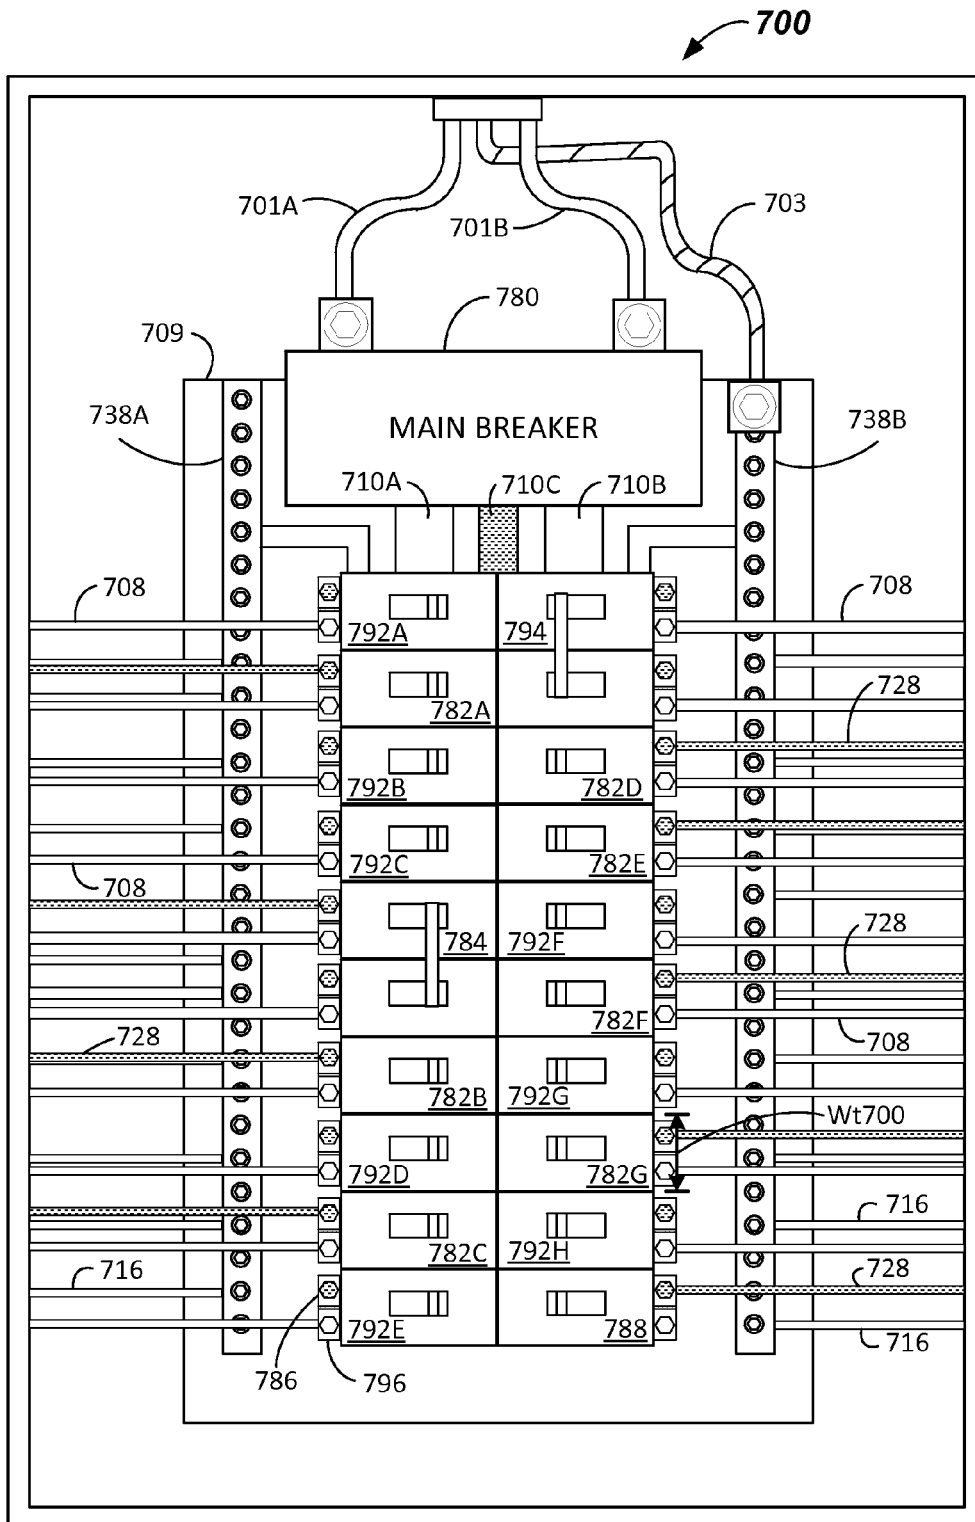 700
701A
701B
703
780
709
738A
MAIN BREAKER
738B
710A
710C
710B
708
708
792A
794
728
782A
792B
782D
792C
782E
708
728
784
792F
782F
708
728
782B
792G
Wt700
792D
782G
716
782C
792H
716
728
792E
788
716
786
796